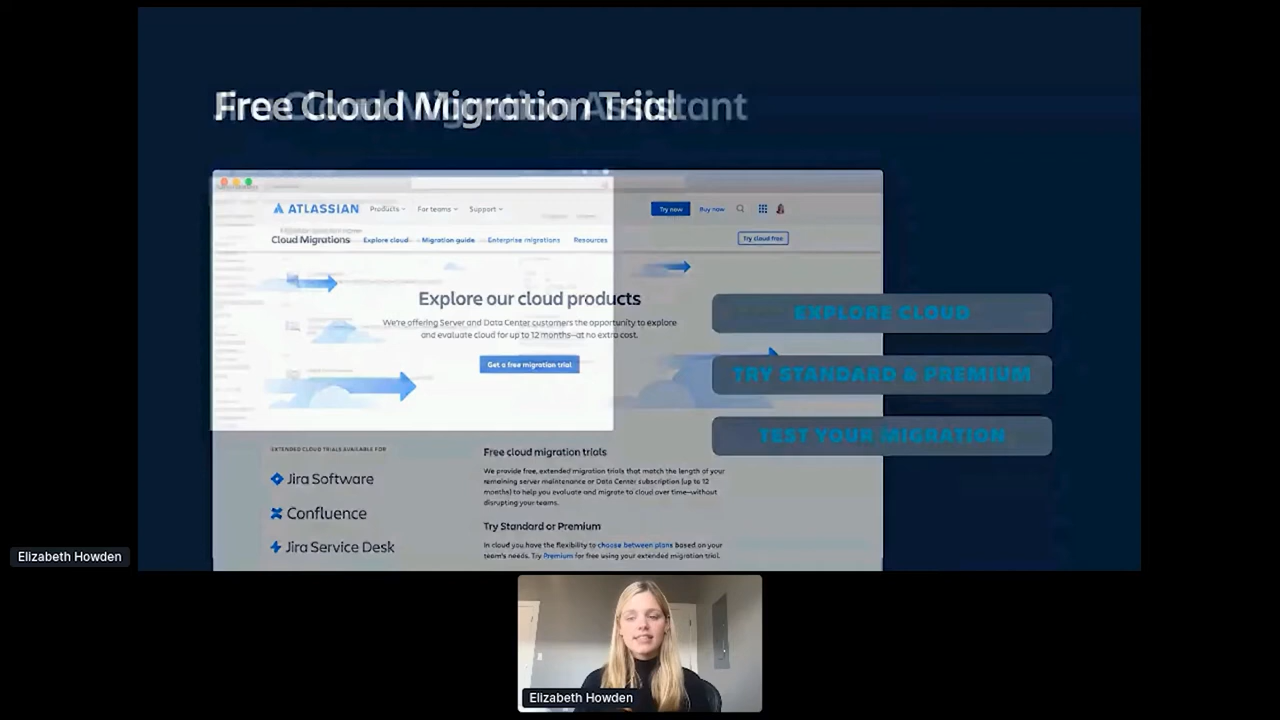 Free Cloud Migration Trial
Assistant
ATLASSIAN Products For teams Support Try now Buy now
Cloud Migrations Explore cloud Migration guide Enterprise migrations Resources Try cloud free
Explore our cloud products
We're offering Server and Data Center customers the opportunity to explore
and evaluate cloud for up to 12 months—at no extra cost.
Get a free migration trial
EXPLORE CLOUD
TRY STANDARD & PREMIUM
TEST YOUR MIGRATION
EXTENDED CLOUD TRIALS AVAILABLE FOR
Jira Software
Confluence
Jira Service Desk
Free cloud migration trials
We provide free, extended migration trials that match the length of your
remaining server maintenance or Data Center subscription (up to 12
months) to help you evaluate and migrate to cloud over time—without
disrupting your teams.
Try Standard or Premium
In cloud you have the flexibility to choose between plans based on your
team's needs. Try Premium for free using your extended migration trial.
Elizabeth Howden
Elizabeth Howden